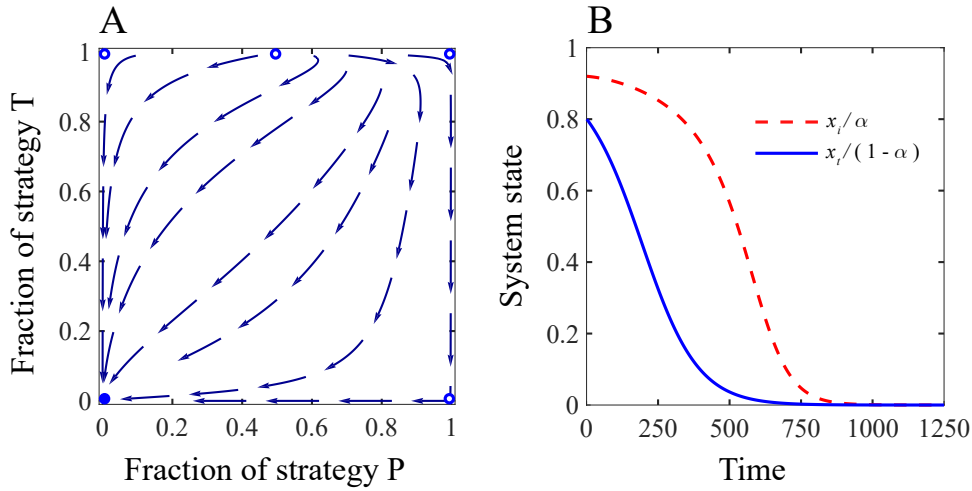 A
Fraction of strategy T
1
0.8
0.6
0.4
0.2
0
0 0.2 0.4 0.6 0.8 1
Fraction of strategy P
B
System state
1
0.8
0.6
0.4
0.2
0
x_i/α
x_t/(1-α)
0 250 500 750 1000 1250
Time